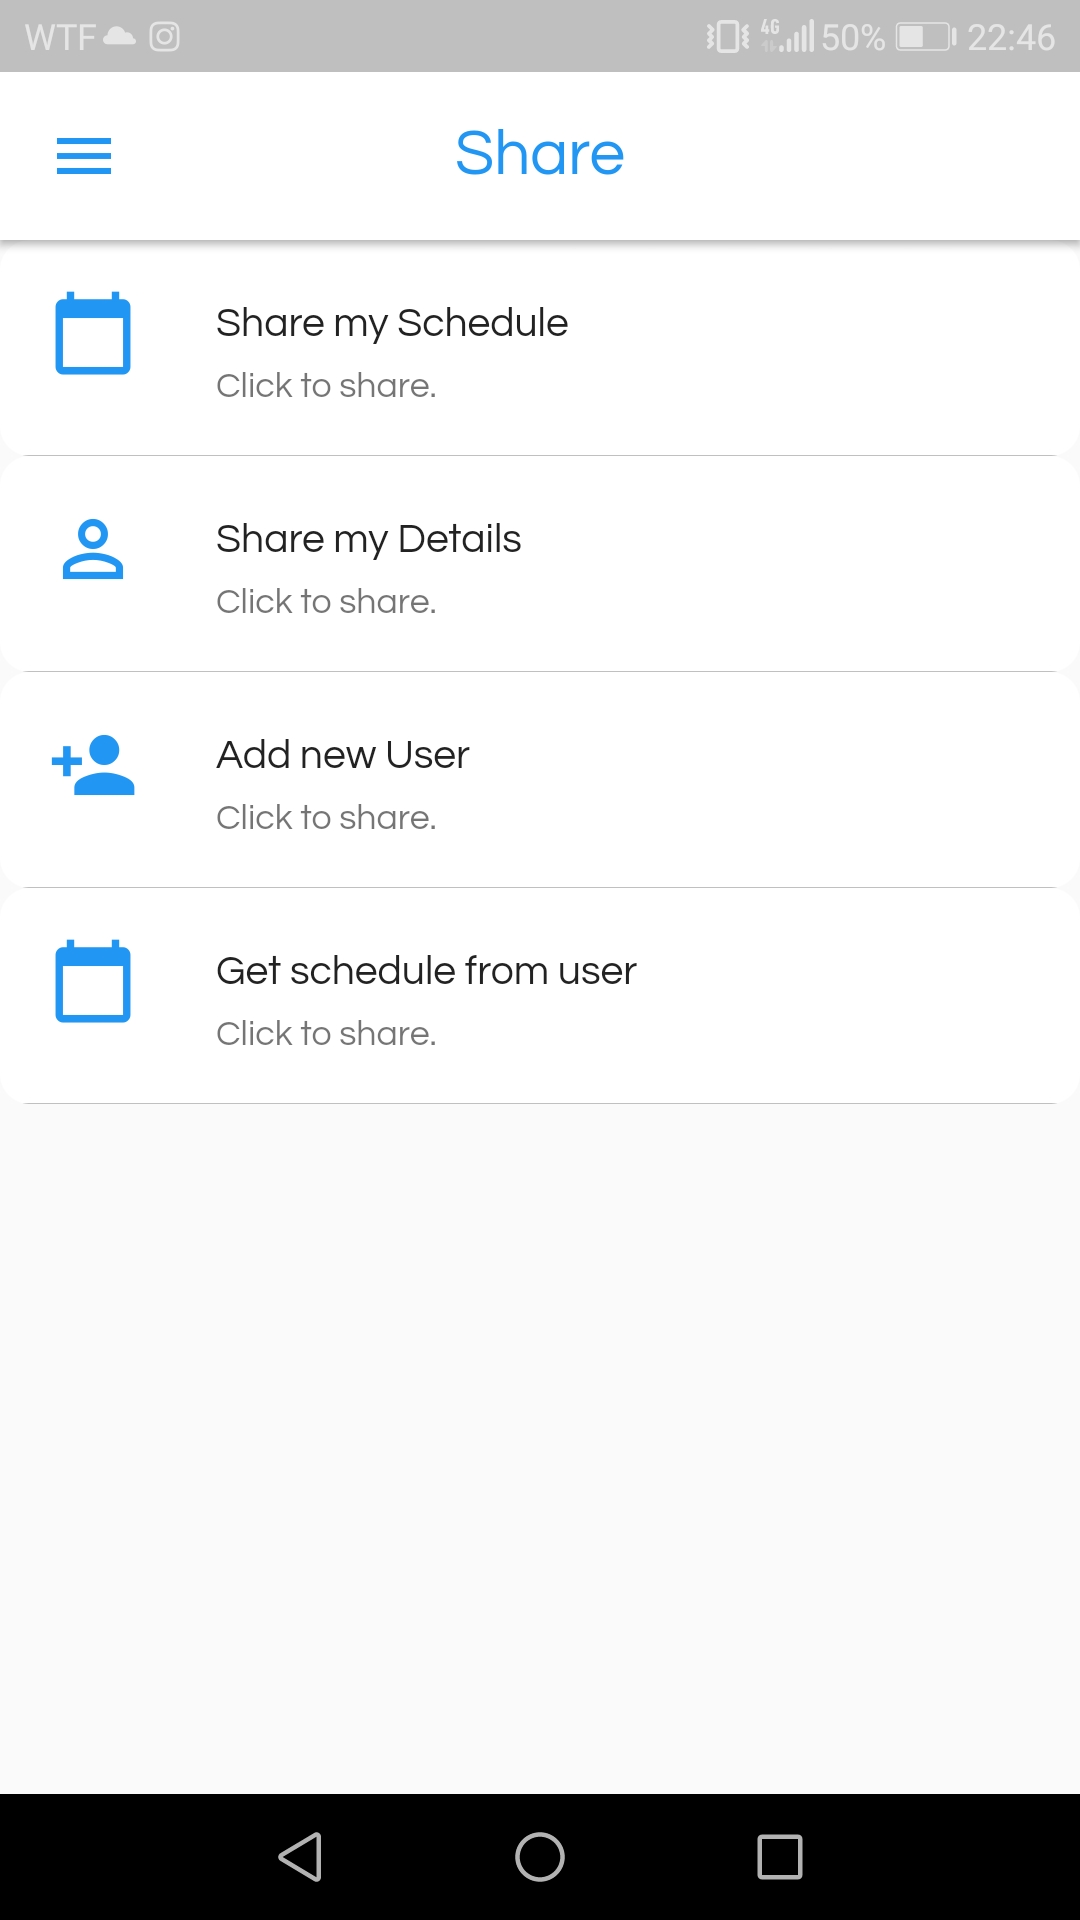 WTF 4G 50% 22:46
Share
Share my Schedule
Click to share.
Share my Details
Click to share.
Add new User
Click to share.
Get schedule from user
Click to share.